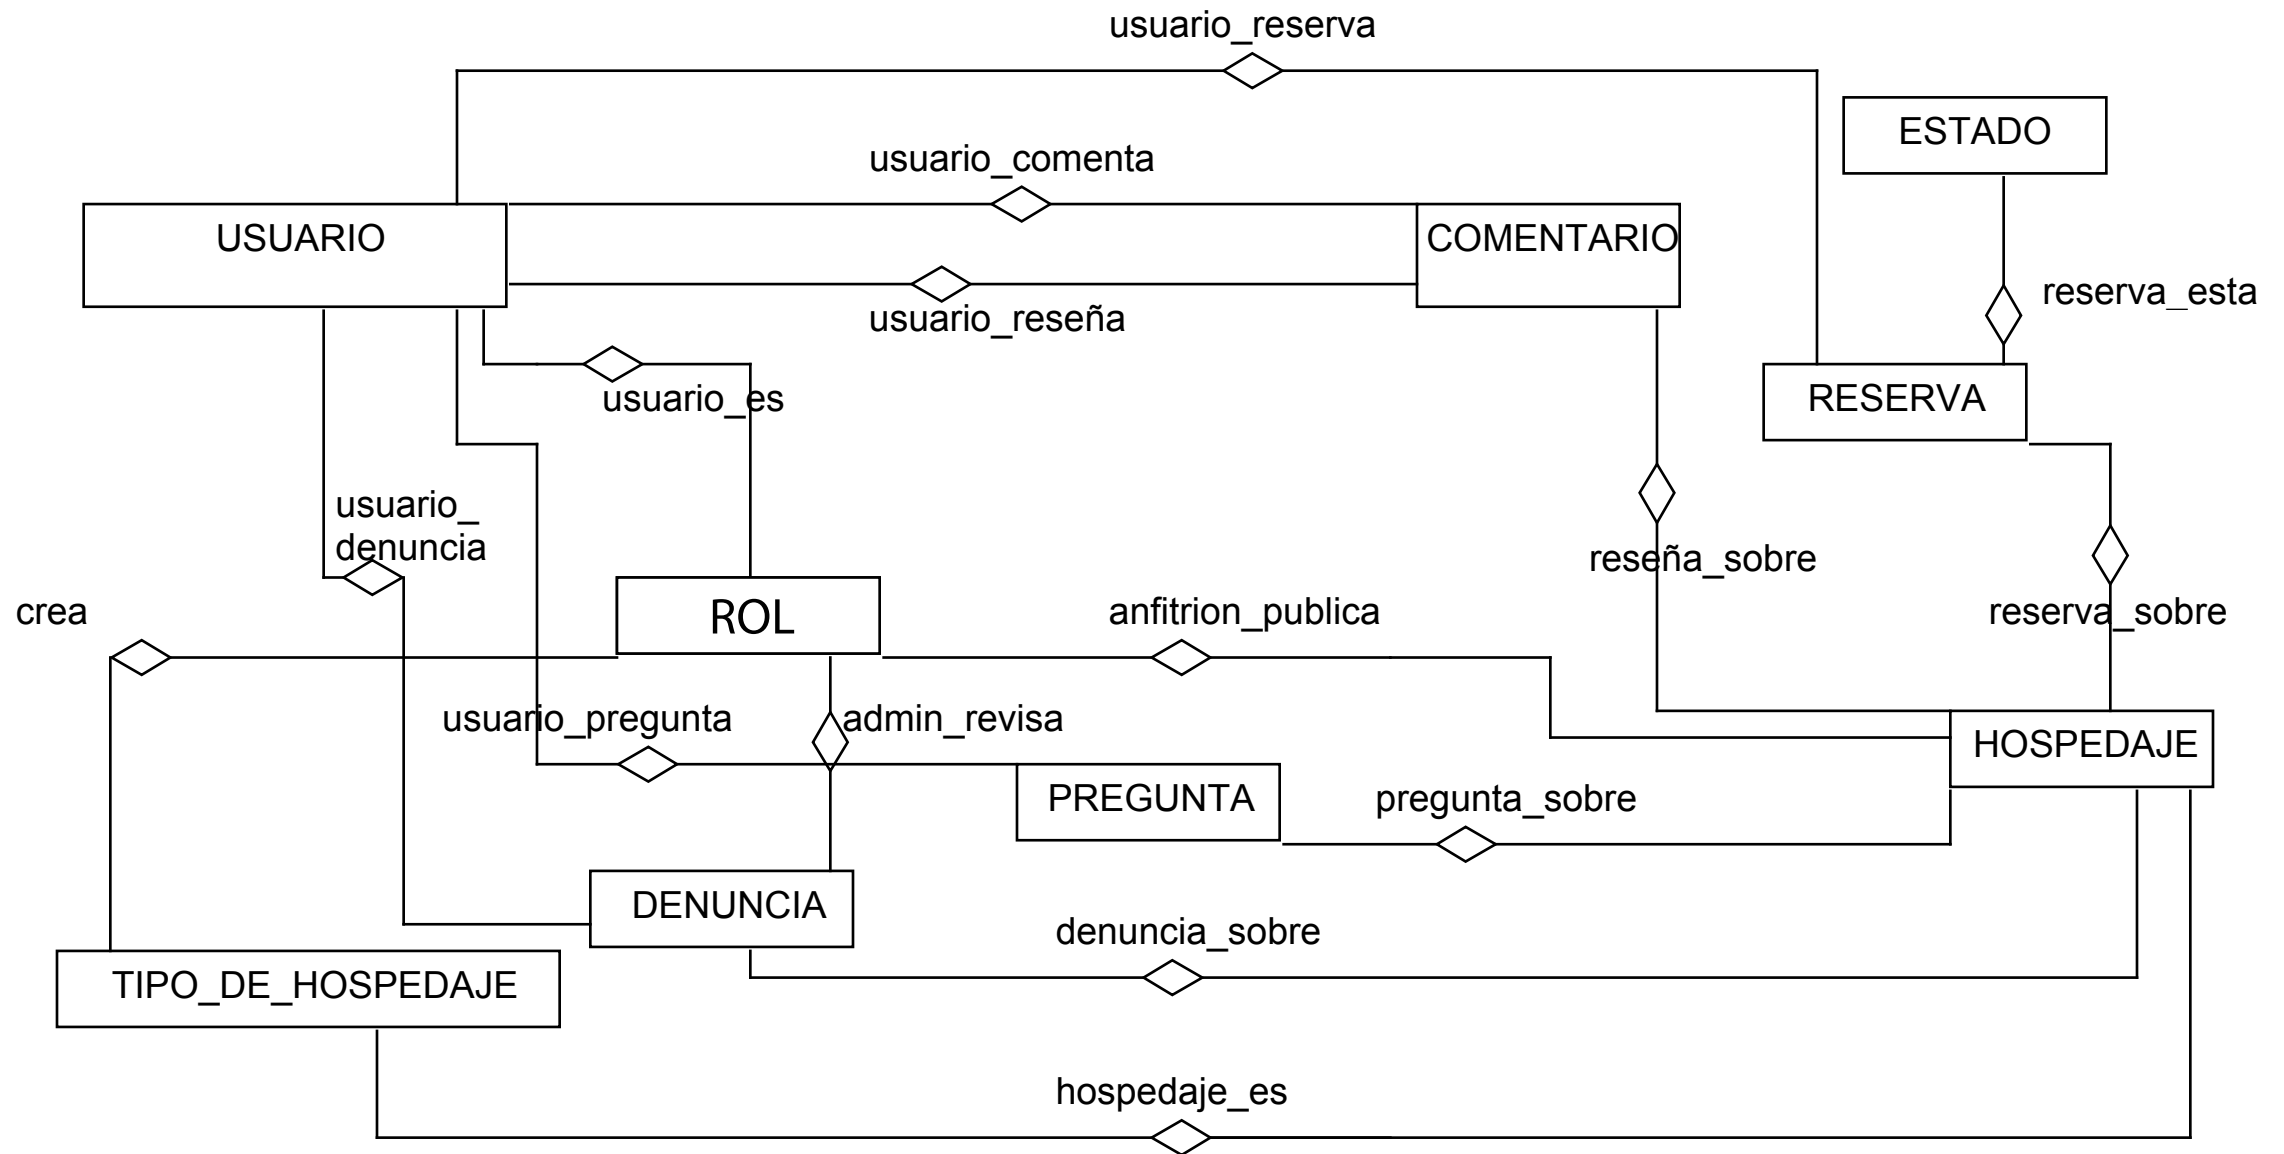 usuario_reserva
ESTADO
usuario_comenta
USUARIO
COMENTARIO
usuario_reseña
reserva_esta
usuario_es
RESERVA
usuario_
denuncia
reseña_sobre
crea
ROL
anfitrion_publica
reserva_sobre
usuario_pregunta
admin_revisa
HOSPEDAJE
PREGUNTA
pregunta_sobre
DENUNCIA
denuncia_sobre
TIPO_DE_HOSPEDAJE
hospedaje_es